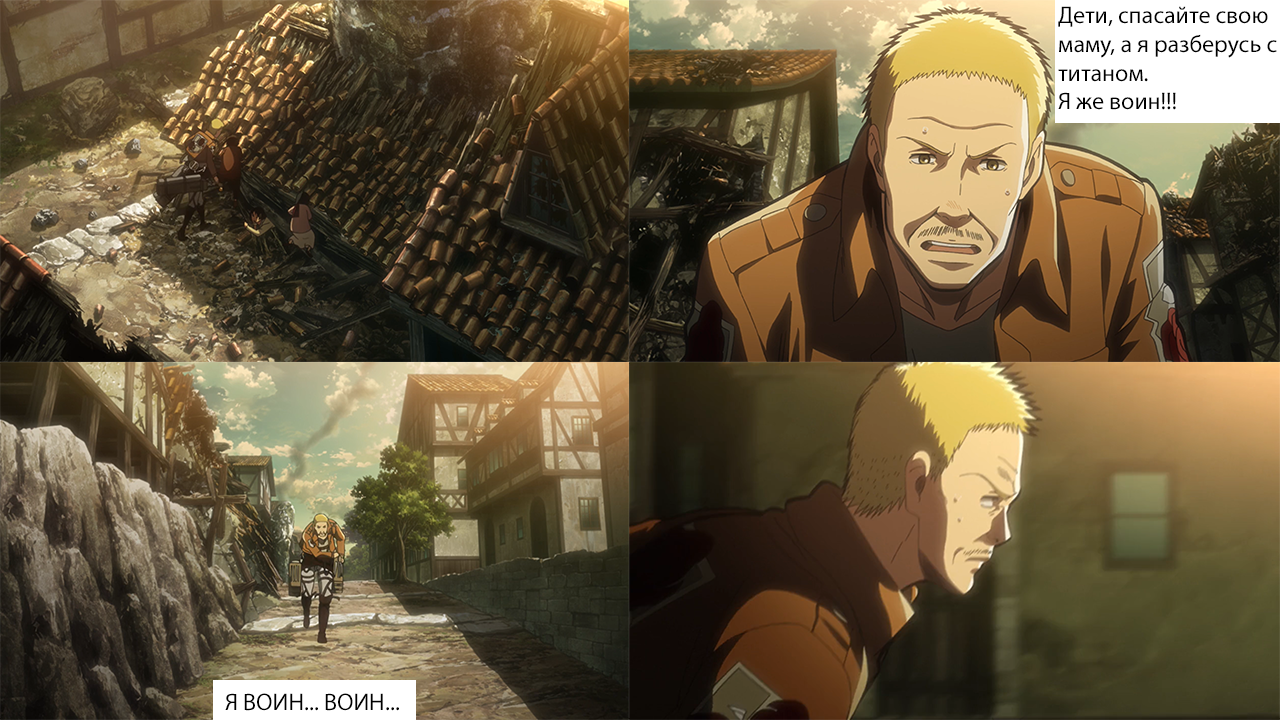 Дети, спасайте свою
маму, а я разберусь с
титаном.
Я же воин!!!
Я ВОИН... ВОИН...